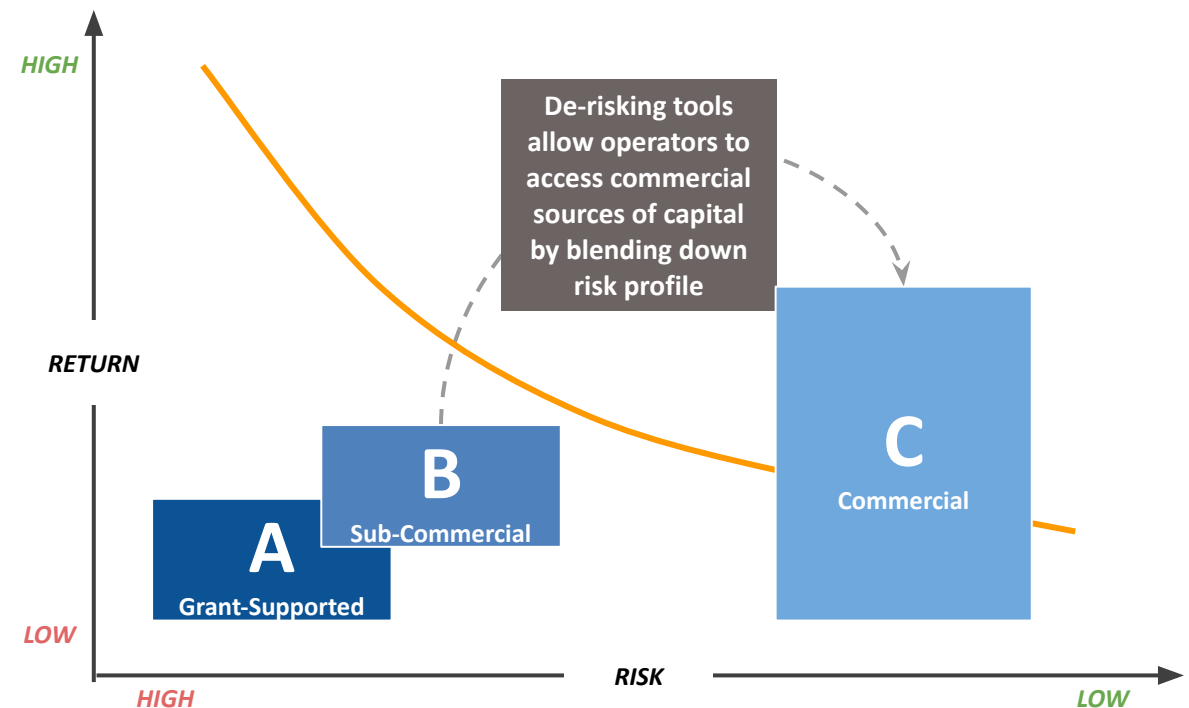 HIGH
De-risking tools
allow operators to
access commercial
sources of capital
by blending down
risk profile
RETURN
B
Sub-Commercial
C
Commercial
A
Grant-Supported
LOW
RISK
HIGH
LOW